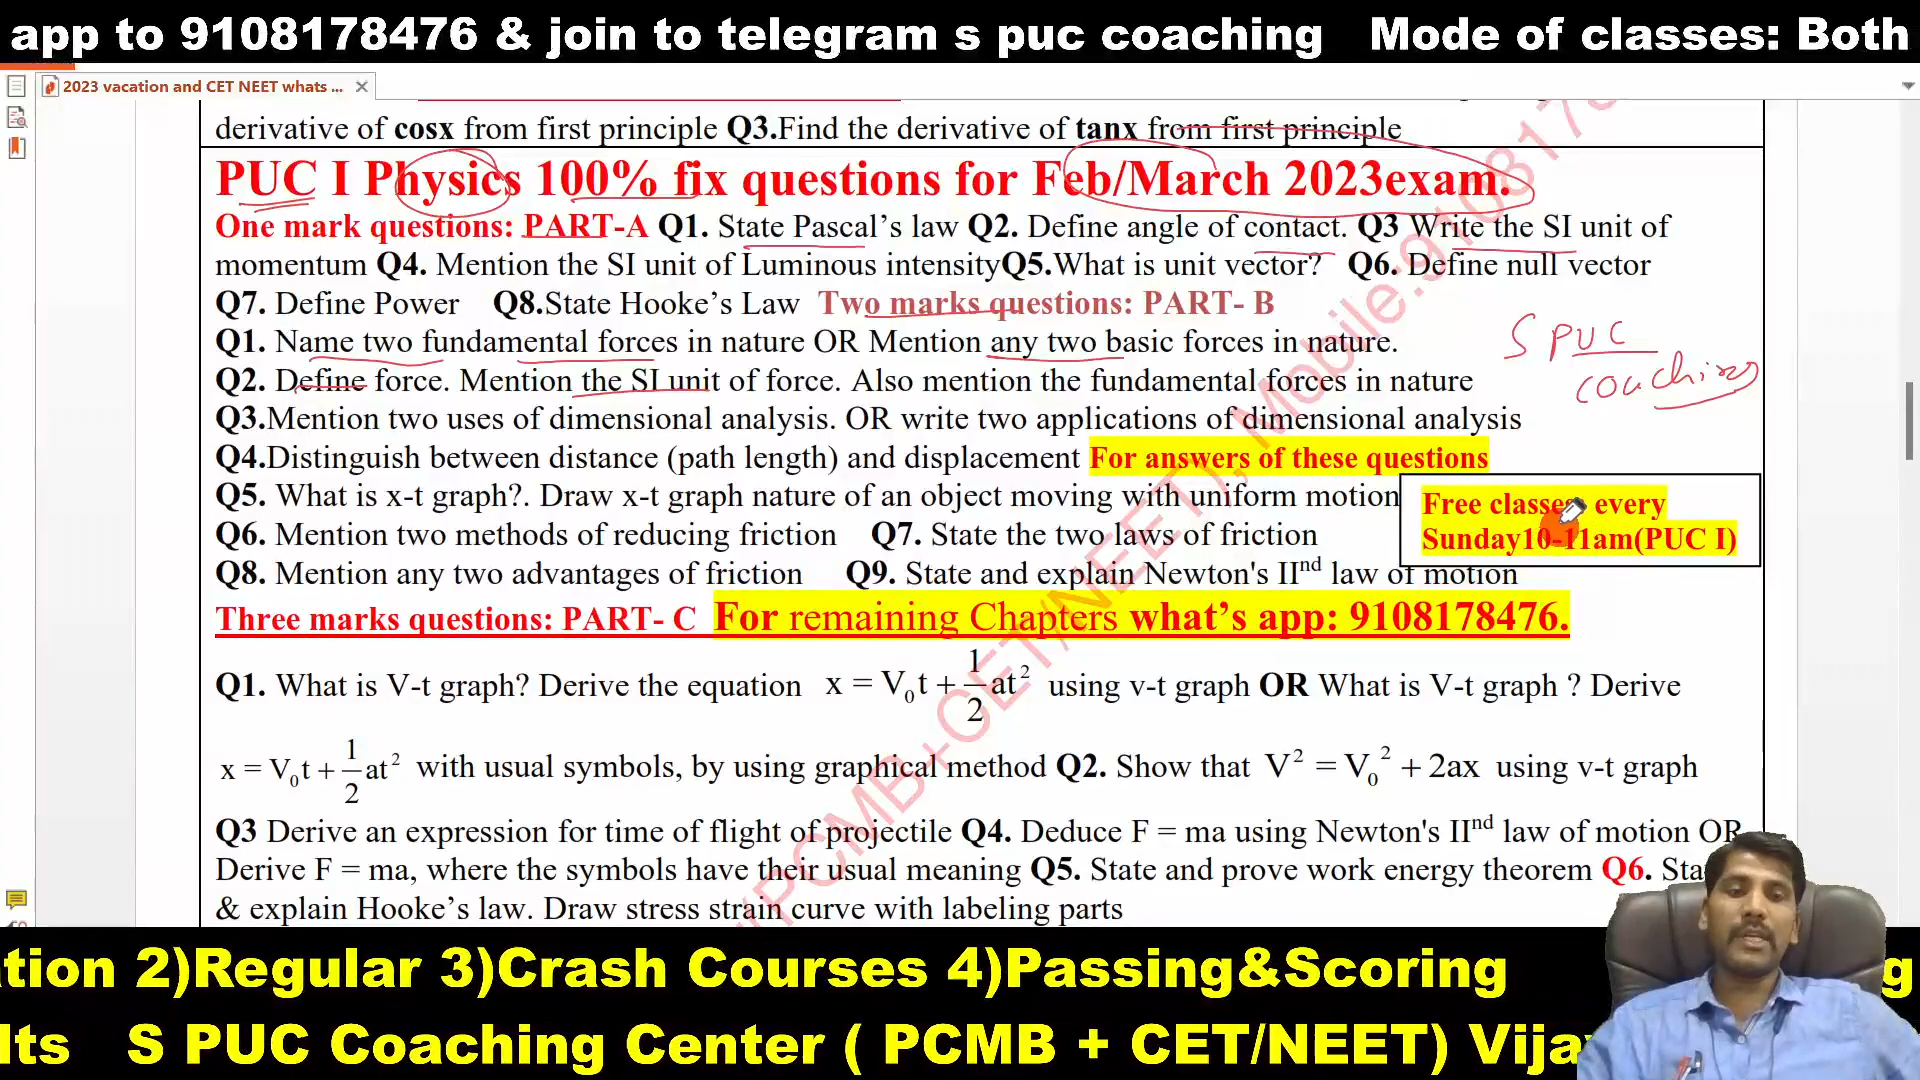 app to 9108178476 & join to telegram s puc coaching   Mode of classes: Both
2023 vacation and CET NEET whats ...
derivative of cosx from first principle Q3.Find the derivative of tanx from first principle
PUC I Physics 100% fix questions for Feb/March 2023exam.
One mark questions: PART-A Q1. State Pascal's law Q2. Define angle of contact. Q3 Write the SI unit of
momentum Q4. Mention the SI unit of Luminous intensityQ5.What is unit vector? Q6. Define null vector
Q7. Define Power Q8.State Hooke's Law Two marks questions: PART- B
Q1. Name two fundamental forces in nature OR Mention any two basic forces in nature.
S PUC
coaching
Q2. Define force. Mention the SI unit of force. Also mention the fundamental forces in nature
Q3.Mention two uses of dimensional analysis. OR write two applications of dimensional analysis
Q4.Distinguish between distance (path length) and displacement For answers of these questions
Q5. What is x-t graph?. Draw x-t graph nature of an object moving with uniform motion
Free classes every
Sunday10-11am(PUC I)
Q6. Mention two methods of reducing friction Q7. State the two laws of friction
Q8. Mention any two advantages of friction Q9. State and explain Newton's IInd law of motion
Three marks questions: PART- C For remaining Chapters what's app: 9108178476.
Q1. What is V-t graph? Derive the equation x = V₀t + 1/2 at² using v-t graph OR What is V-t graph ? Derive
x = V₀t + 1/2 at² with usual symbols, by using graphical method Q2. Show that V² = V₀² + 2ax using v-t graph
Q3 Derive an expression for time of flight of projectile Q4. Deduce F = ma using Newton's IInd law of motion OR
Derive F = ma, where the symbols have their usual meaning Q5. State and prove work energy theorem Q6. Sta
& explain Hooke's law. Draw stress strain curve with labeling parts
/PCMB+CET/NEET), Mobile:9108178
tion 2)Regular 3)Crash Courses 4)Passing&Scoring g
lts   S PUC Coaching Center ( PCMB + CET/NEET) Vija